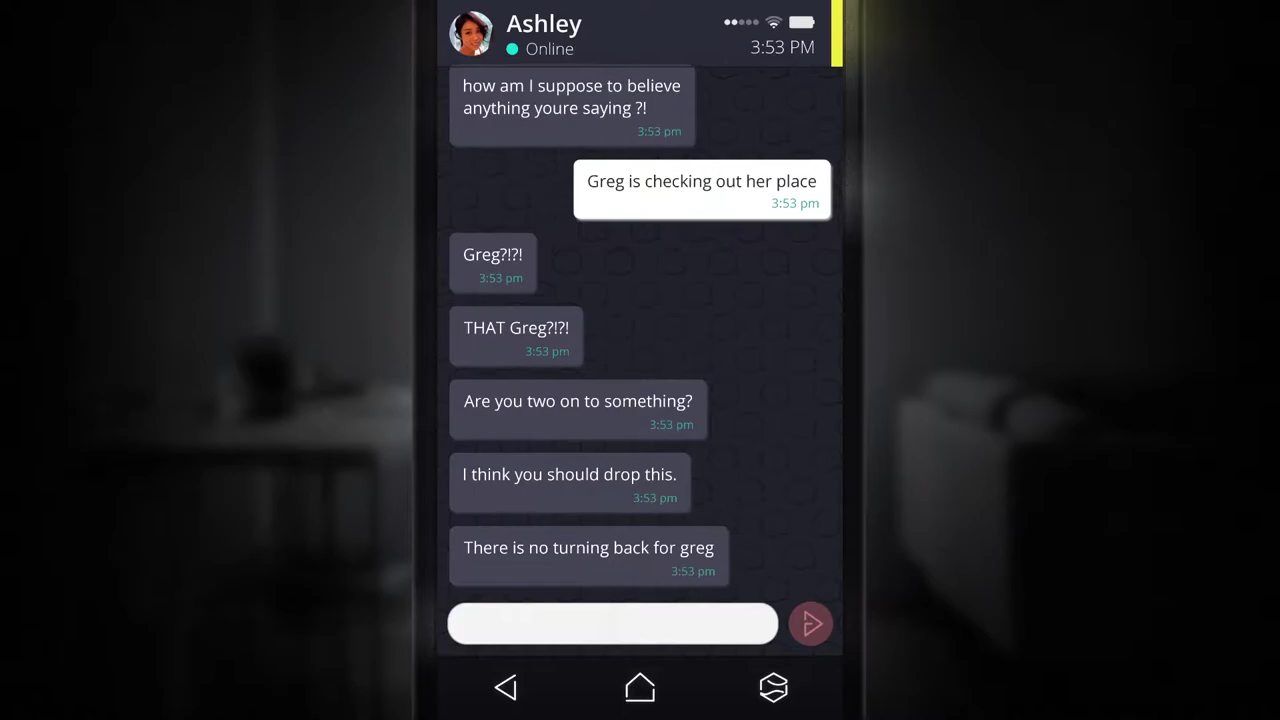 Ashley
Online
3:53 PM
how am I suppose to believe
anything youre saying ?!
3:53 pm
Greg is checking out her place
3:53 pm
Greg?!?!
3:53 pm
THAT Greg?!?!
3:53 pm
Are you two on to something?
3:53 pm
I think you should drop this.
3:53 pm
There is no turning back for greg
3:53 pm